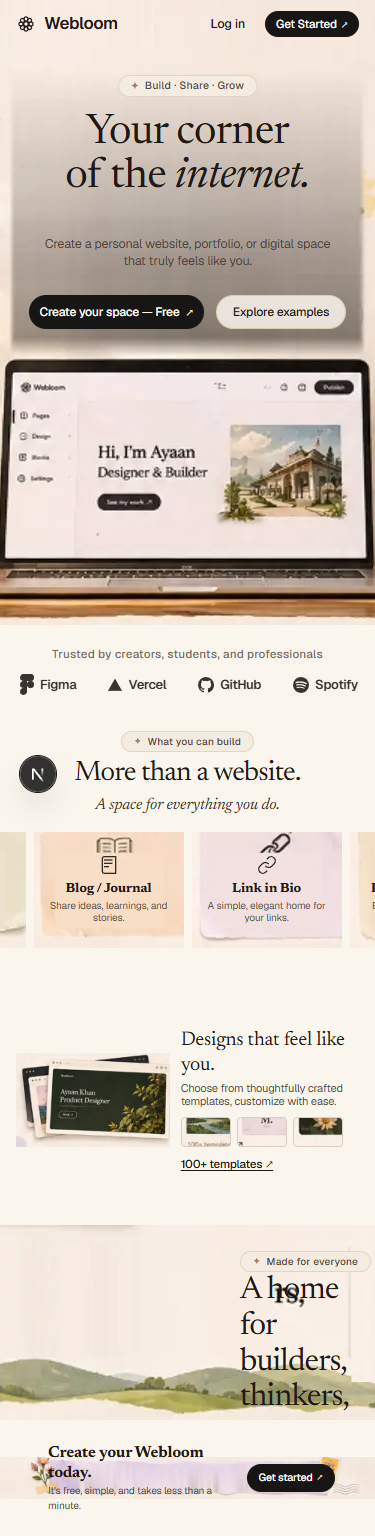 Webloom
Log in
Get Started ↗
✦ Build · Share · Grow
Your corner
of the internet.
Create a personal website, portfolio, or digital space
that truly feels like you.
Create your space — Free ↗
Explore examples
Webloom
Publish
Pages
Design
Settings
Hi, I'm Ayaan
Designer & Builder
See my work ↗
Trusted by creators, students, and professionals
Figma
Vercel
GitHub
Spotify
✦ What you can build
N
More than a website.
A space for everything you do.
Blog / Journal
Share ideas, learnings, and
stories.
Link in Bio
A simple, elegant home for
your links.
Designs that feel like
you.
Choose from thoughtfully crafted
templates, customize with ease.
Ayaan Khan
Product Designer
M.
100+ templates
100+ templates ↗
✦ Made for everyone
A home
rs,
for
builders,
thinkers,
Create your Webloom
today.
It's free, simple, and takes less than a
minute.
Get started ↗